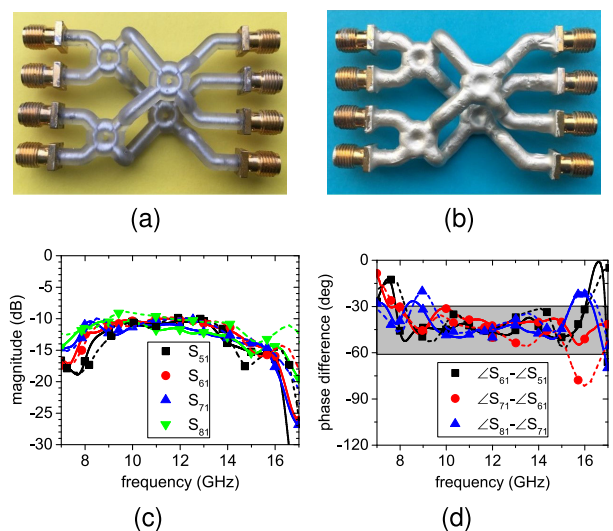 (a)
(b)
0
-5
-10
-15
-20
-25
-30
magnitude (dB)
S51
S61
S71
S81
8 10 12 14 16
frequency (GHz)
(c)
0
-30
-60
-90
-120
phase difference (deg)
∠S61-∠S51
∠S71-∠S61
∠S81-∠S71
8 10 12 14 16
frequency (GHz)
(d)